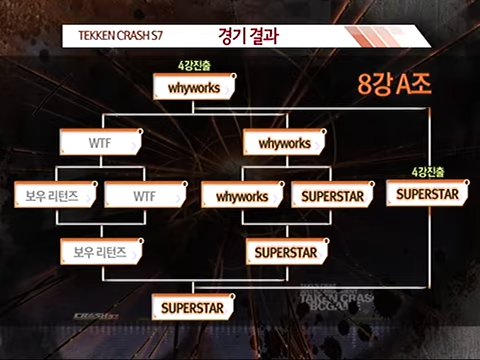 TEKKEN CRASH S7
경기 결과
8강 A조
4강진출
whyworks
WTF
whyworks
4강진출
보우 리턴즈
WTF
whyworks
SUPERSTAR
SUPERSTAR
보우 리턴즈
SUPERSTAR
SUPERSTAR
TAKEN CRASH